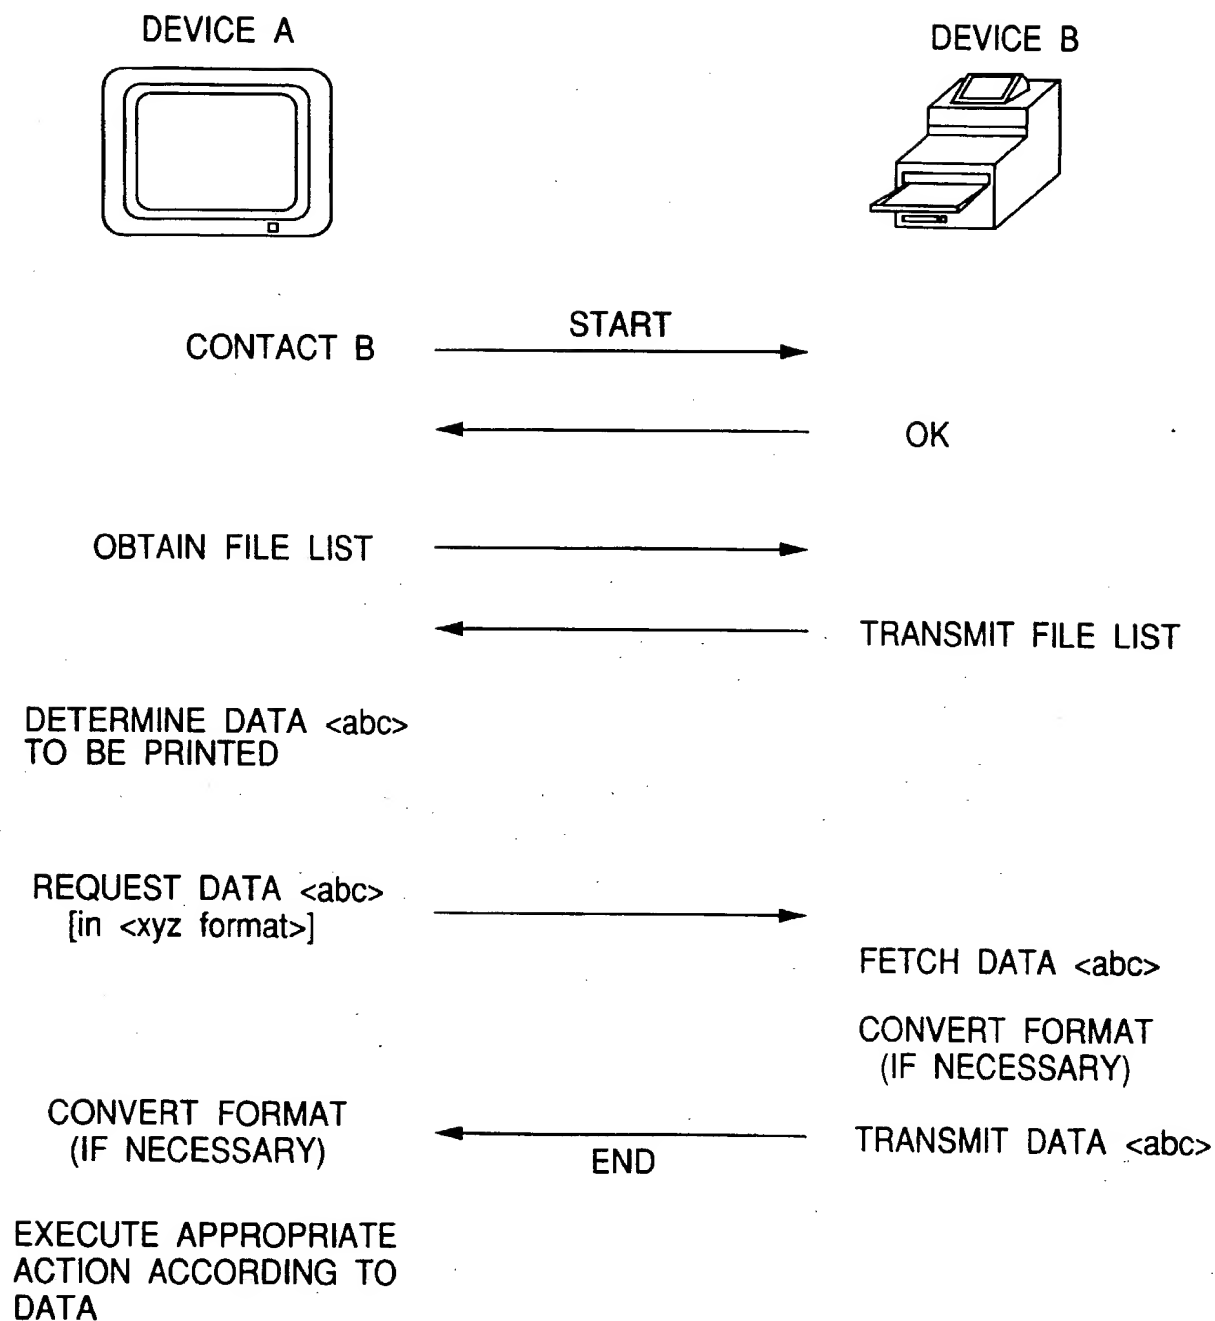 DEVICE A
DEVICE B
START
CONTACT B
OK
OBTAIN FILE LIST
TRANSMIT FILE LIST
DETERMINE DATA <abc>
TO BE PRINTED
REQUEST DATA <abc>
[in <xyz format>]
FETCH DATA <abc>
CONVERT FORMAT
(IF NECESSARY)
CONVERT FORMAT
(IF NECESSARY)
TRANSMIT DATA <abc>
END
EXECUTE APPROPRIATE
ACTION ACCORDING TO
DATA